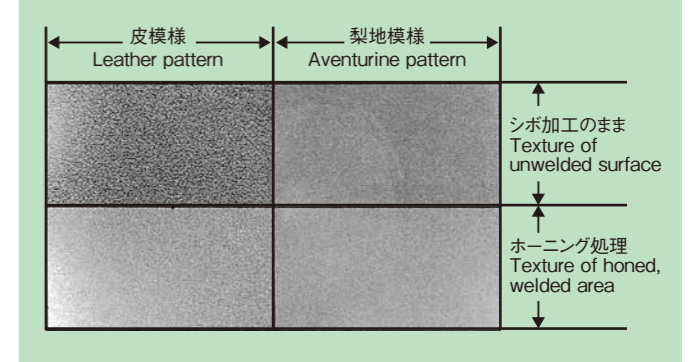 皮模様
Leather pattern
梨地模様
Aventurine pattern
シボ加工のまま
Texture of
unwelded surface
ホーニング処理
Texture of honed,
welded area